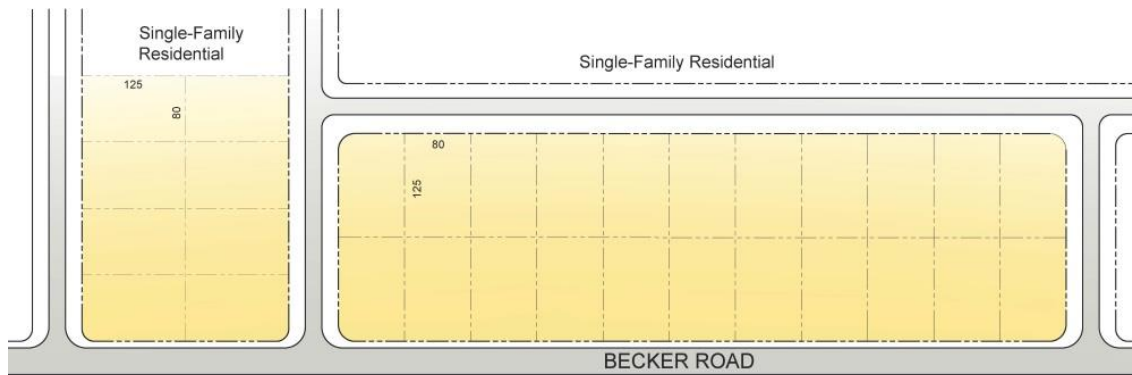 Single-Family
Residential
125
80
Single-Family Residential
80
125
BECKER ROAD